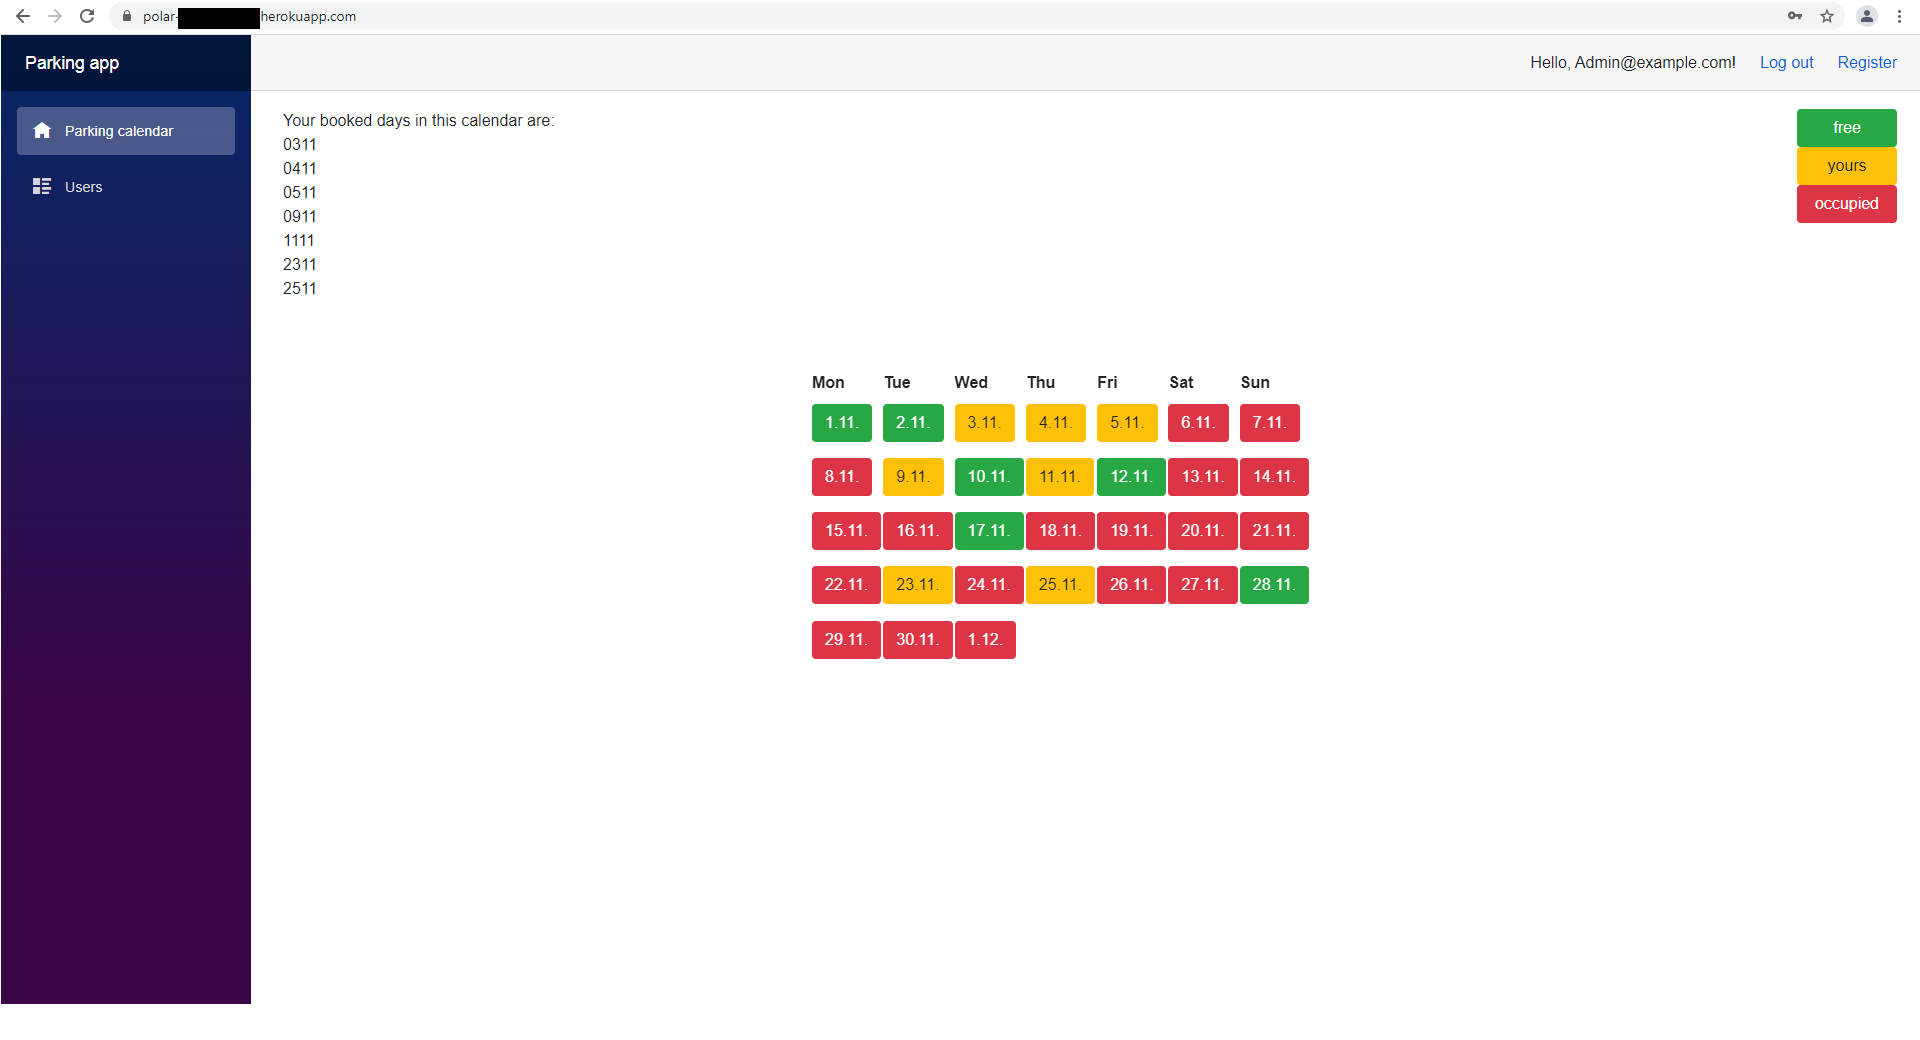 polar-
herokuapp.com
Parking app
Hello, Admin@example.com! Log out Register
Parking calendar
Users
Your booked days in this calendar are:
0311
0411
0511
0911
1111
2311
2511
free
yours
occupied
Mon Tue Wed Thu Fri Sat Sun
1.11. 2.11. 3.11. 4.11. 5.11. 6.11. 7.11.
8.11. 9.11. 10.11. 11.11. 12.11. 13.11. 14.11.
15.11. 16.11. 17.11. 18.11. 19.11. 20.11. 21.11.
22.11. 23.11. 24.11. 25.11. 26.11. 27.11. 28.11.
29.11. 30.11. 1.12.